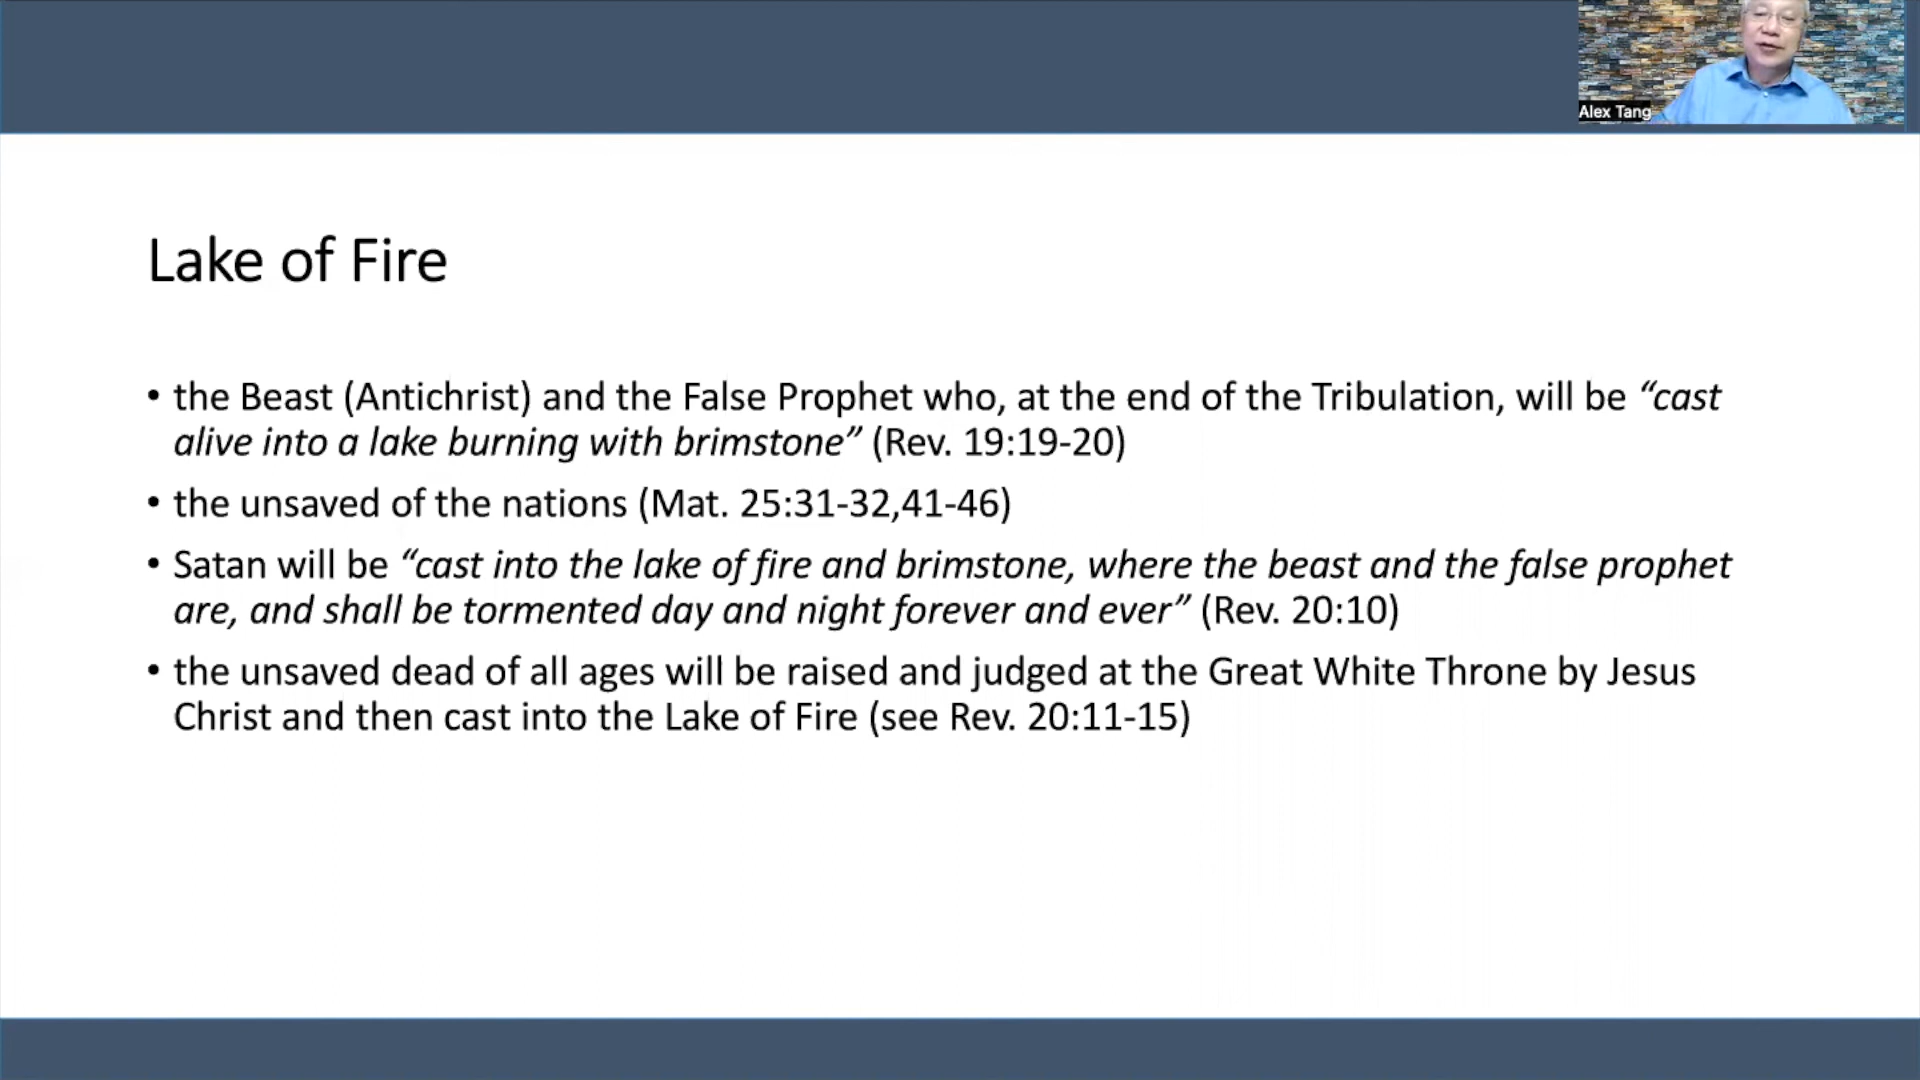 Alex Tang
Lake of Fire
• the Beast (Antichrist) and the False Prophet who, at the end of the Tribulation, will be “cast
alive into a lake burning with brimstone” (Rev. 19:19-20)
• the unsaved of the nations (Mat. 25:31-32,41-46)
• Satan will be “cast into the lake of fire and brimstone, where the beast and the false prophet
are, and shall be tormented day and night forever and ever” (Rev. 20:10)
• the unsaved dead of all ages will be raised and judged at the Great White Throne by Jesus
Christ and then cast into the Lake of Fire (see Rev. 20:11-15)